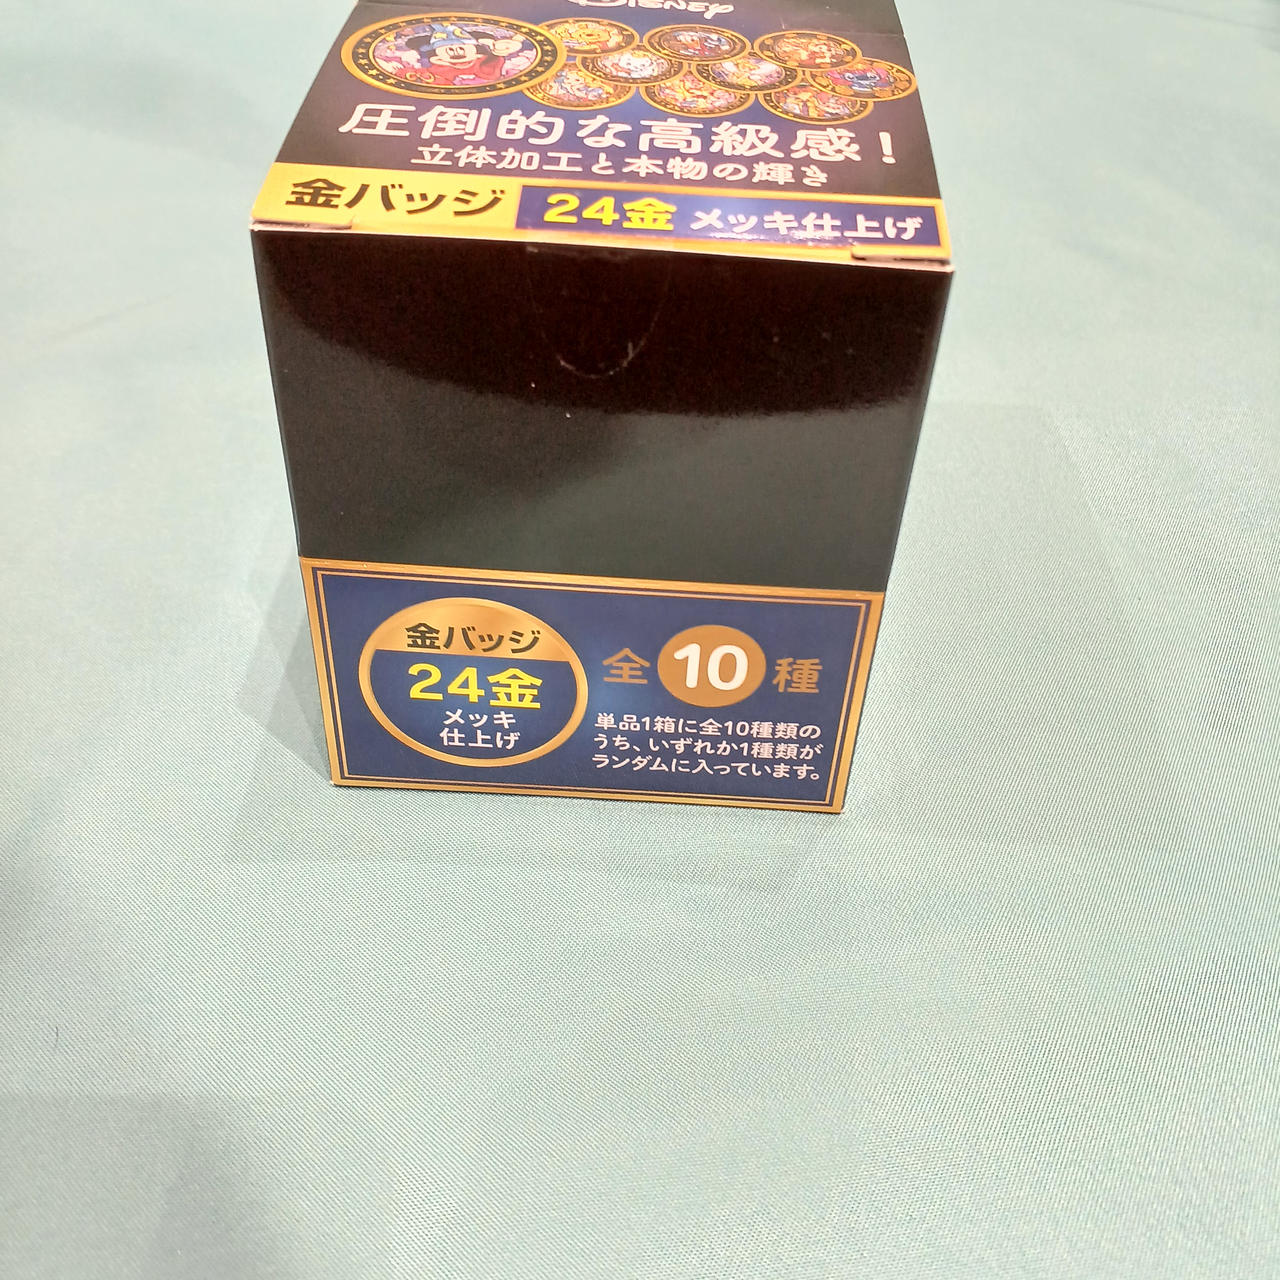 Disney
圧倒的な高級感！
立体加工と本物の輝き
金バッジ 24金 メッキ仕上げ
金バッジ
24金
メッキ
仕上げ
全10種
単品1箱に全10種類の
うち、いずれか1種類が
ランダムに入っています。